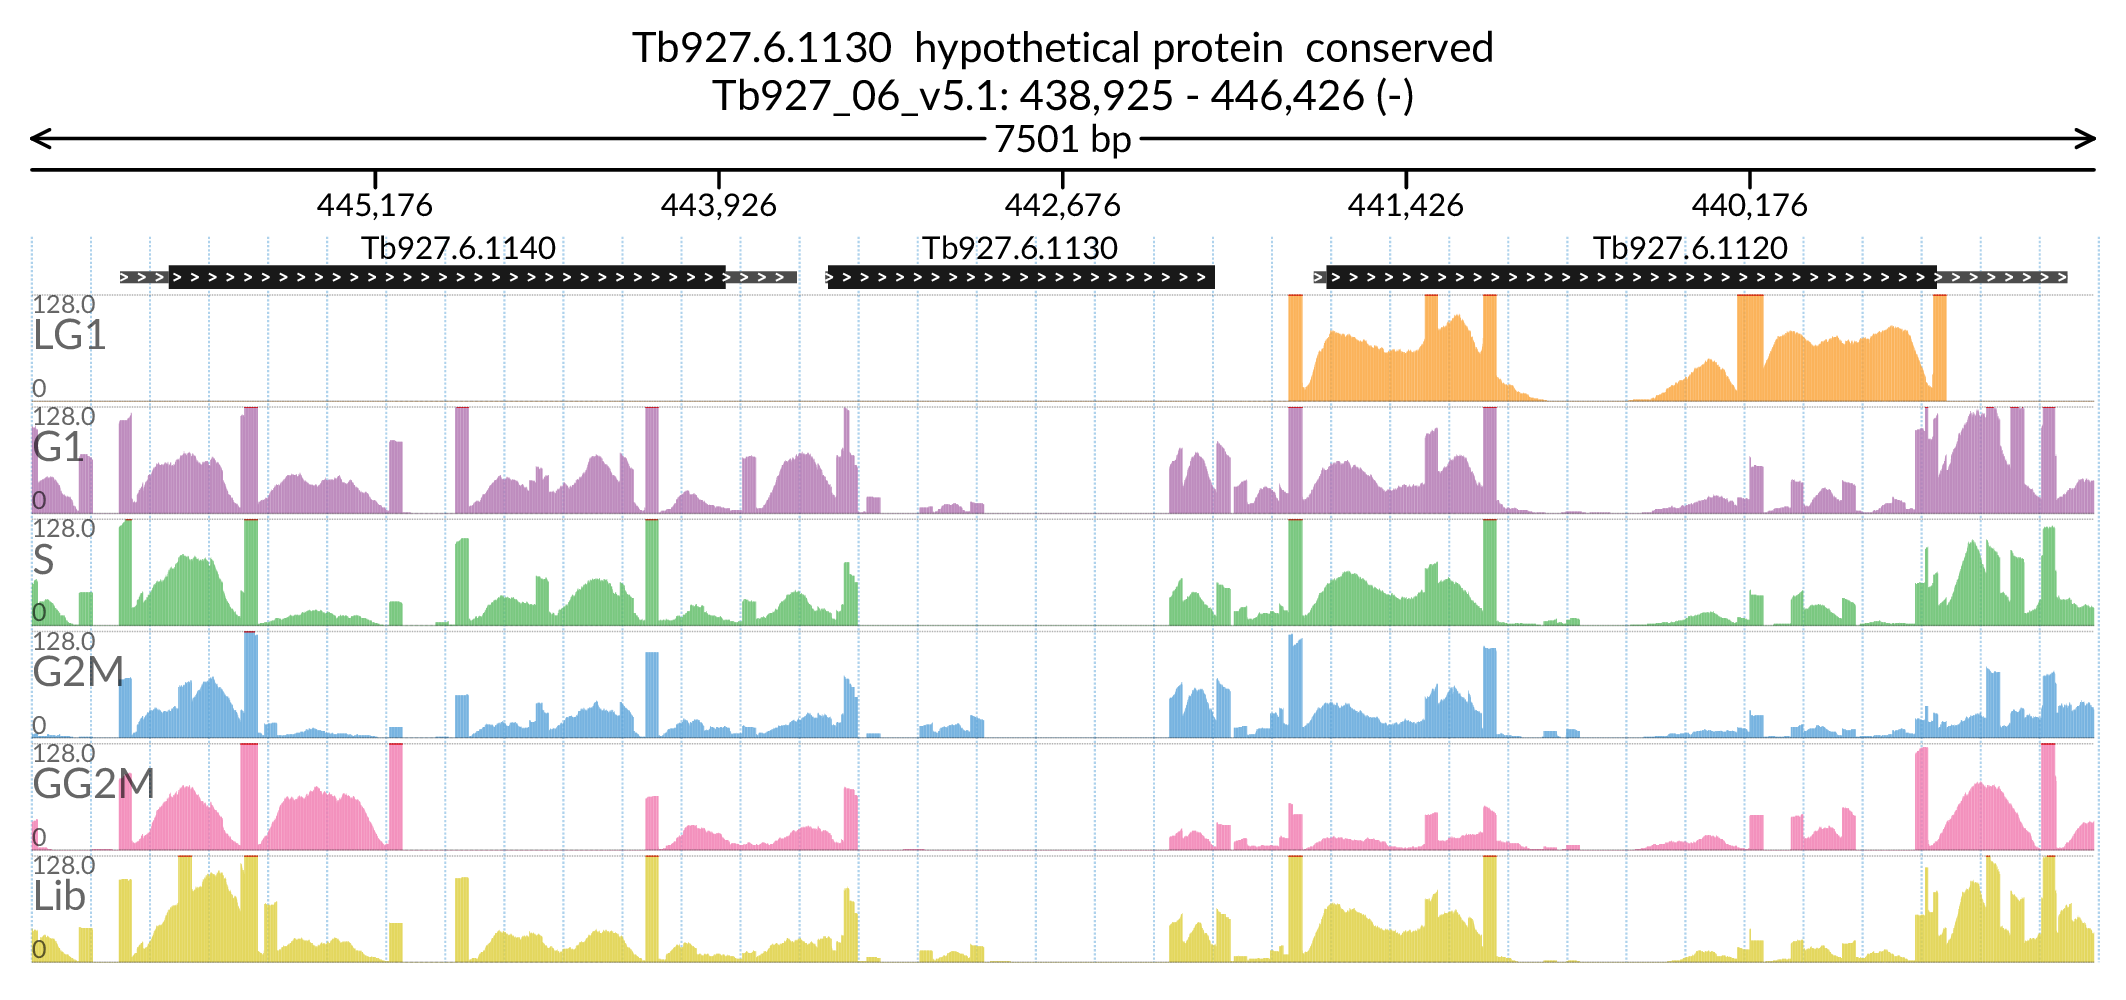 Tb927.6.1130  hypothetical protein  conserved
Tb927_06_v5.1: 438,925 - 446,426 (-)
7501 bp
445,176 443,926 442,676 441,426 440,176
Tb927.6.1140 Tb927.6.1130 Tb927.6.1120
128.0
LG1
0
128.0
G1
0
128.0
S
0
128.0
G2M
0
128.0
GG2M
0
128.0
Lib
0